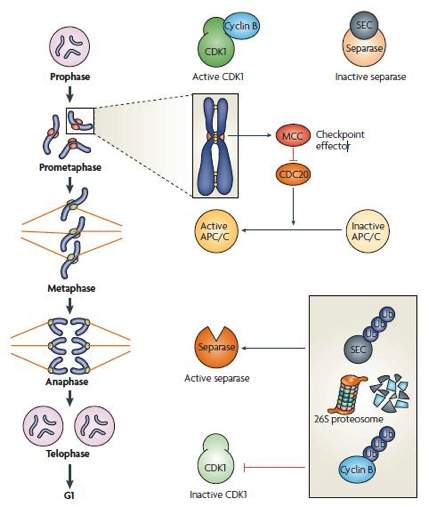 Prophase
Cyclin B
CDK1
Active CDK1
SEC
Separase
Inactive separase
Prometaphase
MCC
Checkpoint
effector
CDC20
Active
APC/C
Inactive
APC/C
Metaphase
Separase
Active separase
Ub
Ub
Ub
SEC
26S proteosome
Anaphase
Telophase
CDK1
Inactive CDK1
Ub
Ub
Ub
Cyclin B
G1